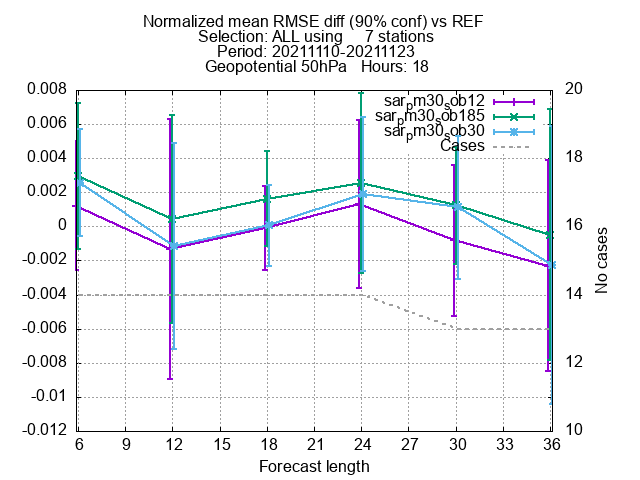 Normalized mean RMSE diff (90% conf) vs REF
Selection: ALL using 7 stations
Period: 20211110-20211123
Geopotential 50hPa Hours: 18
sar_pm30_sob12
sar_pm30_sob185
sar_pm30_sob30
Cases
0.008
0.006
0.004
0.002
0
-0.002
-0.004
-0.006
-0.008
-0.01
-0.012
20
18
16
14
12
10
No cases
6 9 12 15 18 21 24 27 30 33 36
Forecast length